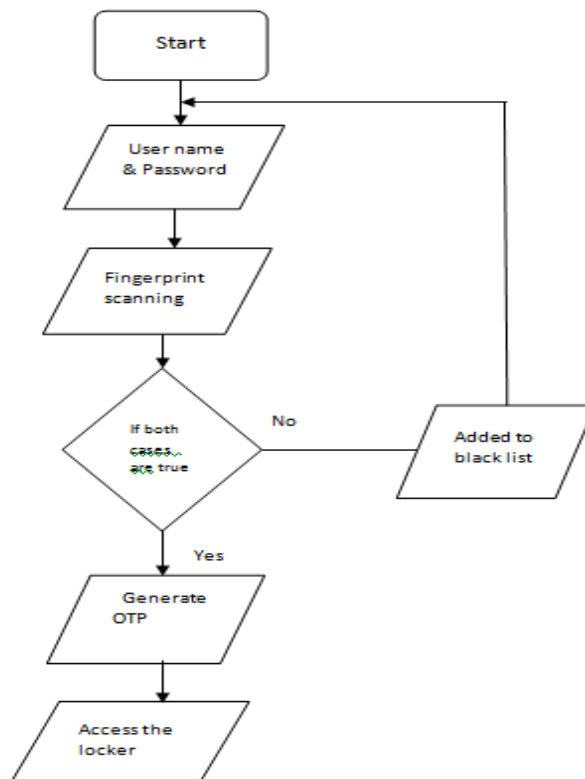 Start
User name
& Password
Fingerprint
scanning
If both
cases
are true
No
Added to
black list
Yes
Generate
OTP
Access the
locker